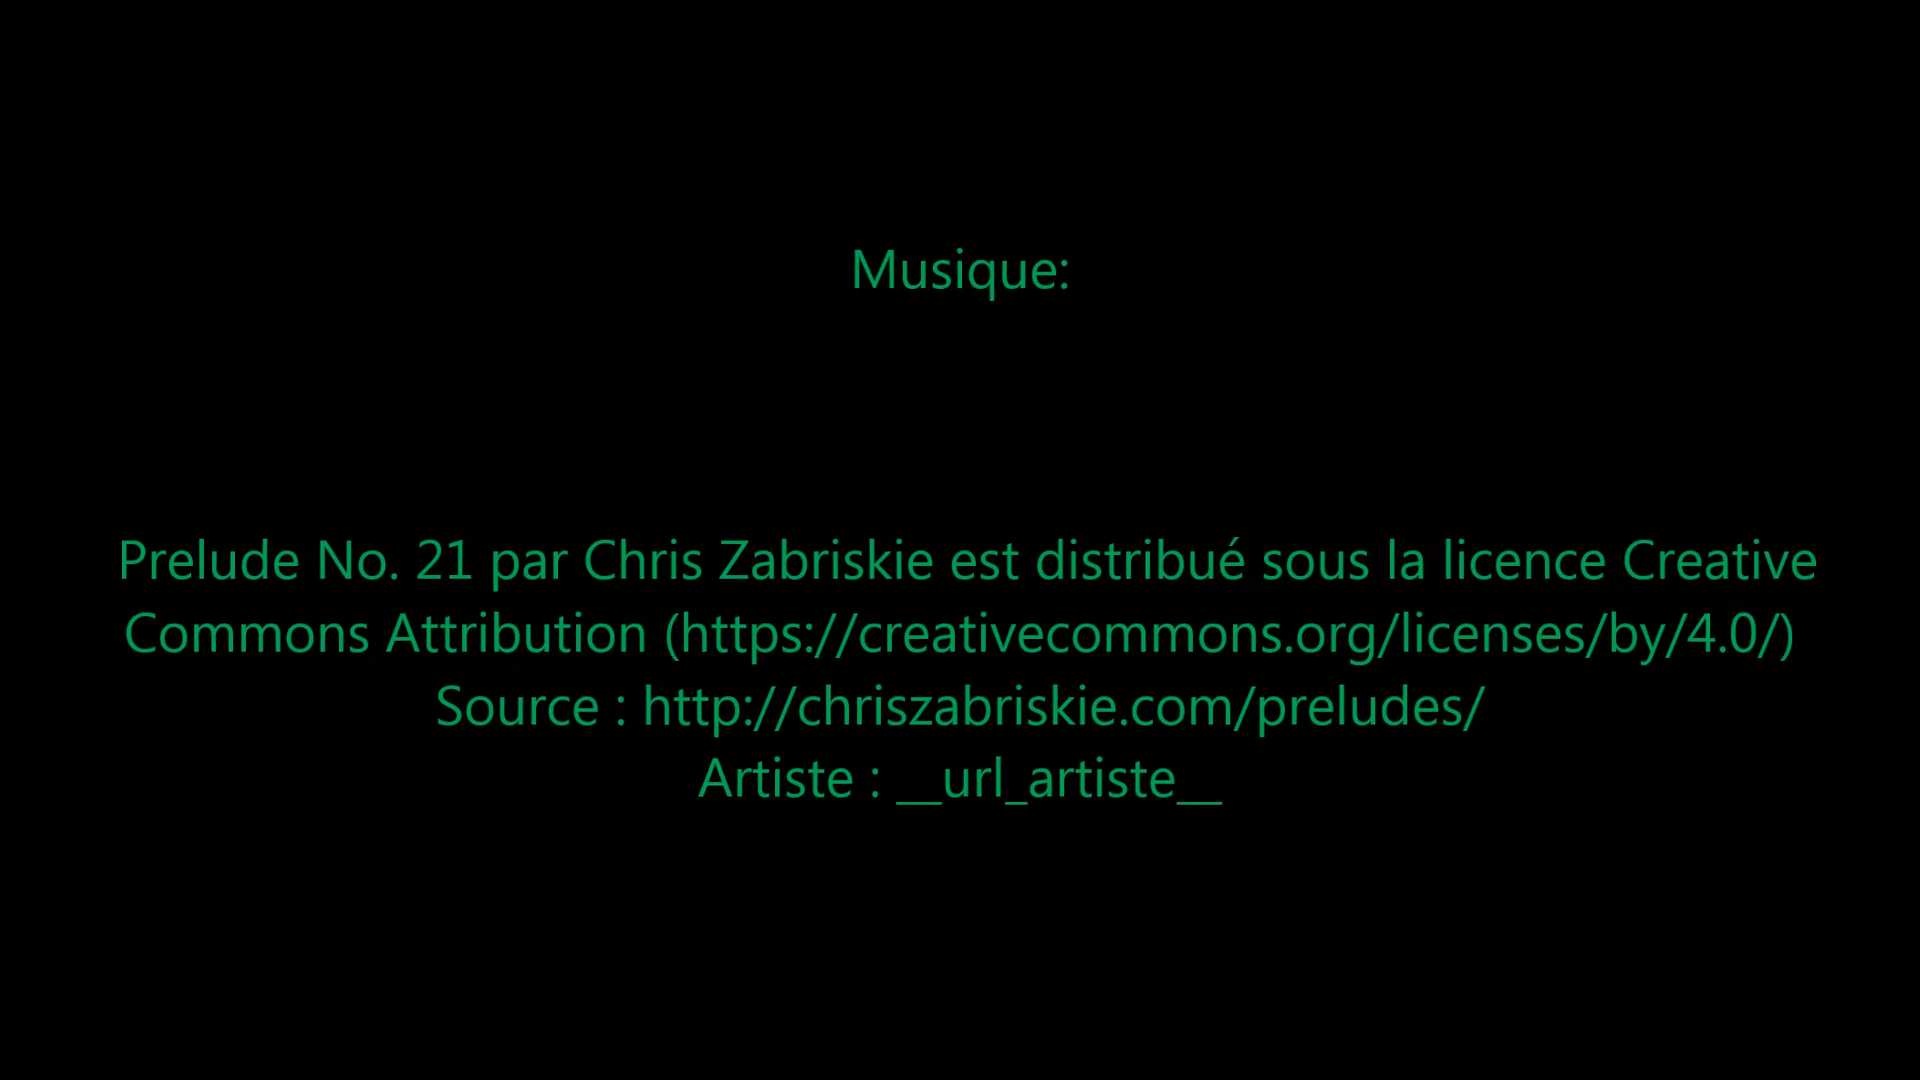 Musique:
Prelude No. 21 par Chris Zabriskie est distribué sous la licence Creative
Commons Attribution (https://creativecommons.org/licenses/by/4.0/)
Source : http://chriszabriskie.com/preludes/
Artiste : __url_artiste__